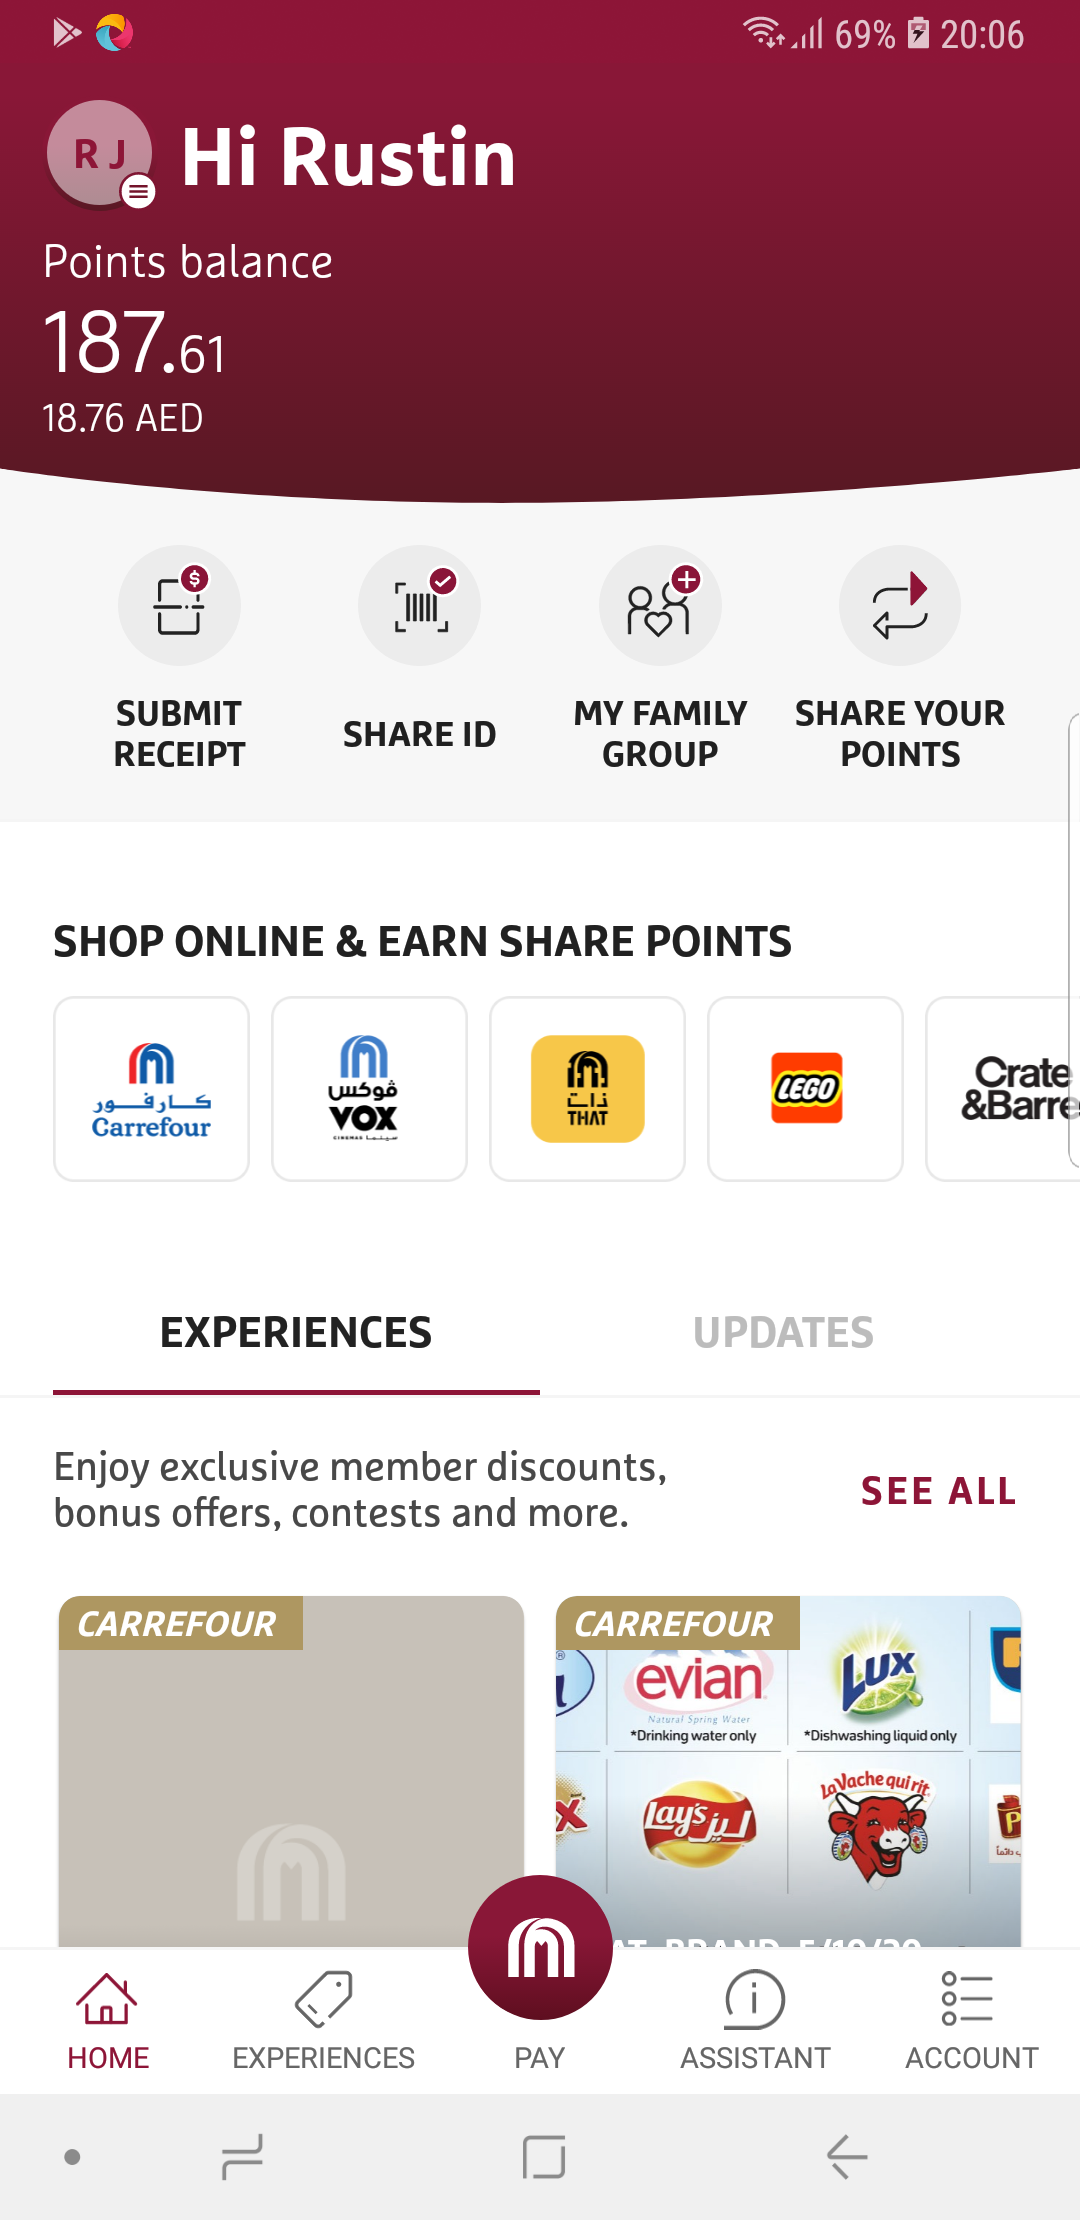 69% 20:06
R J
Hi Rustin
Points balance
187.61
18.76 AED
SUBMIT
RECEIPT
SHARE ID
MY FAMILY
GROUP
SHARE YOUR
POINTS
SHOP ONLINE & EARN SHARE POINTS
كارفور
Carrefour
ڤوكس
VOX
CINEMAS سينما
ذات
THAT
LEGO
Crate
&Barre
EXPERIENCES
UPDATES
Enjoy exclusive member discounts,
bonus offers, contests and more.
SEE ALL
CARREFOUR
CARREFOUR
evian
Natural Spring Water
*Drinking water only
LUX
*Dishwashing liquid only
Lay's ليز
La Vache qui rit
HOME
EXPERIENCES
PAY
ASSISTANT
ACCOUNT